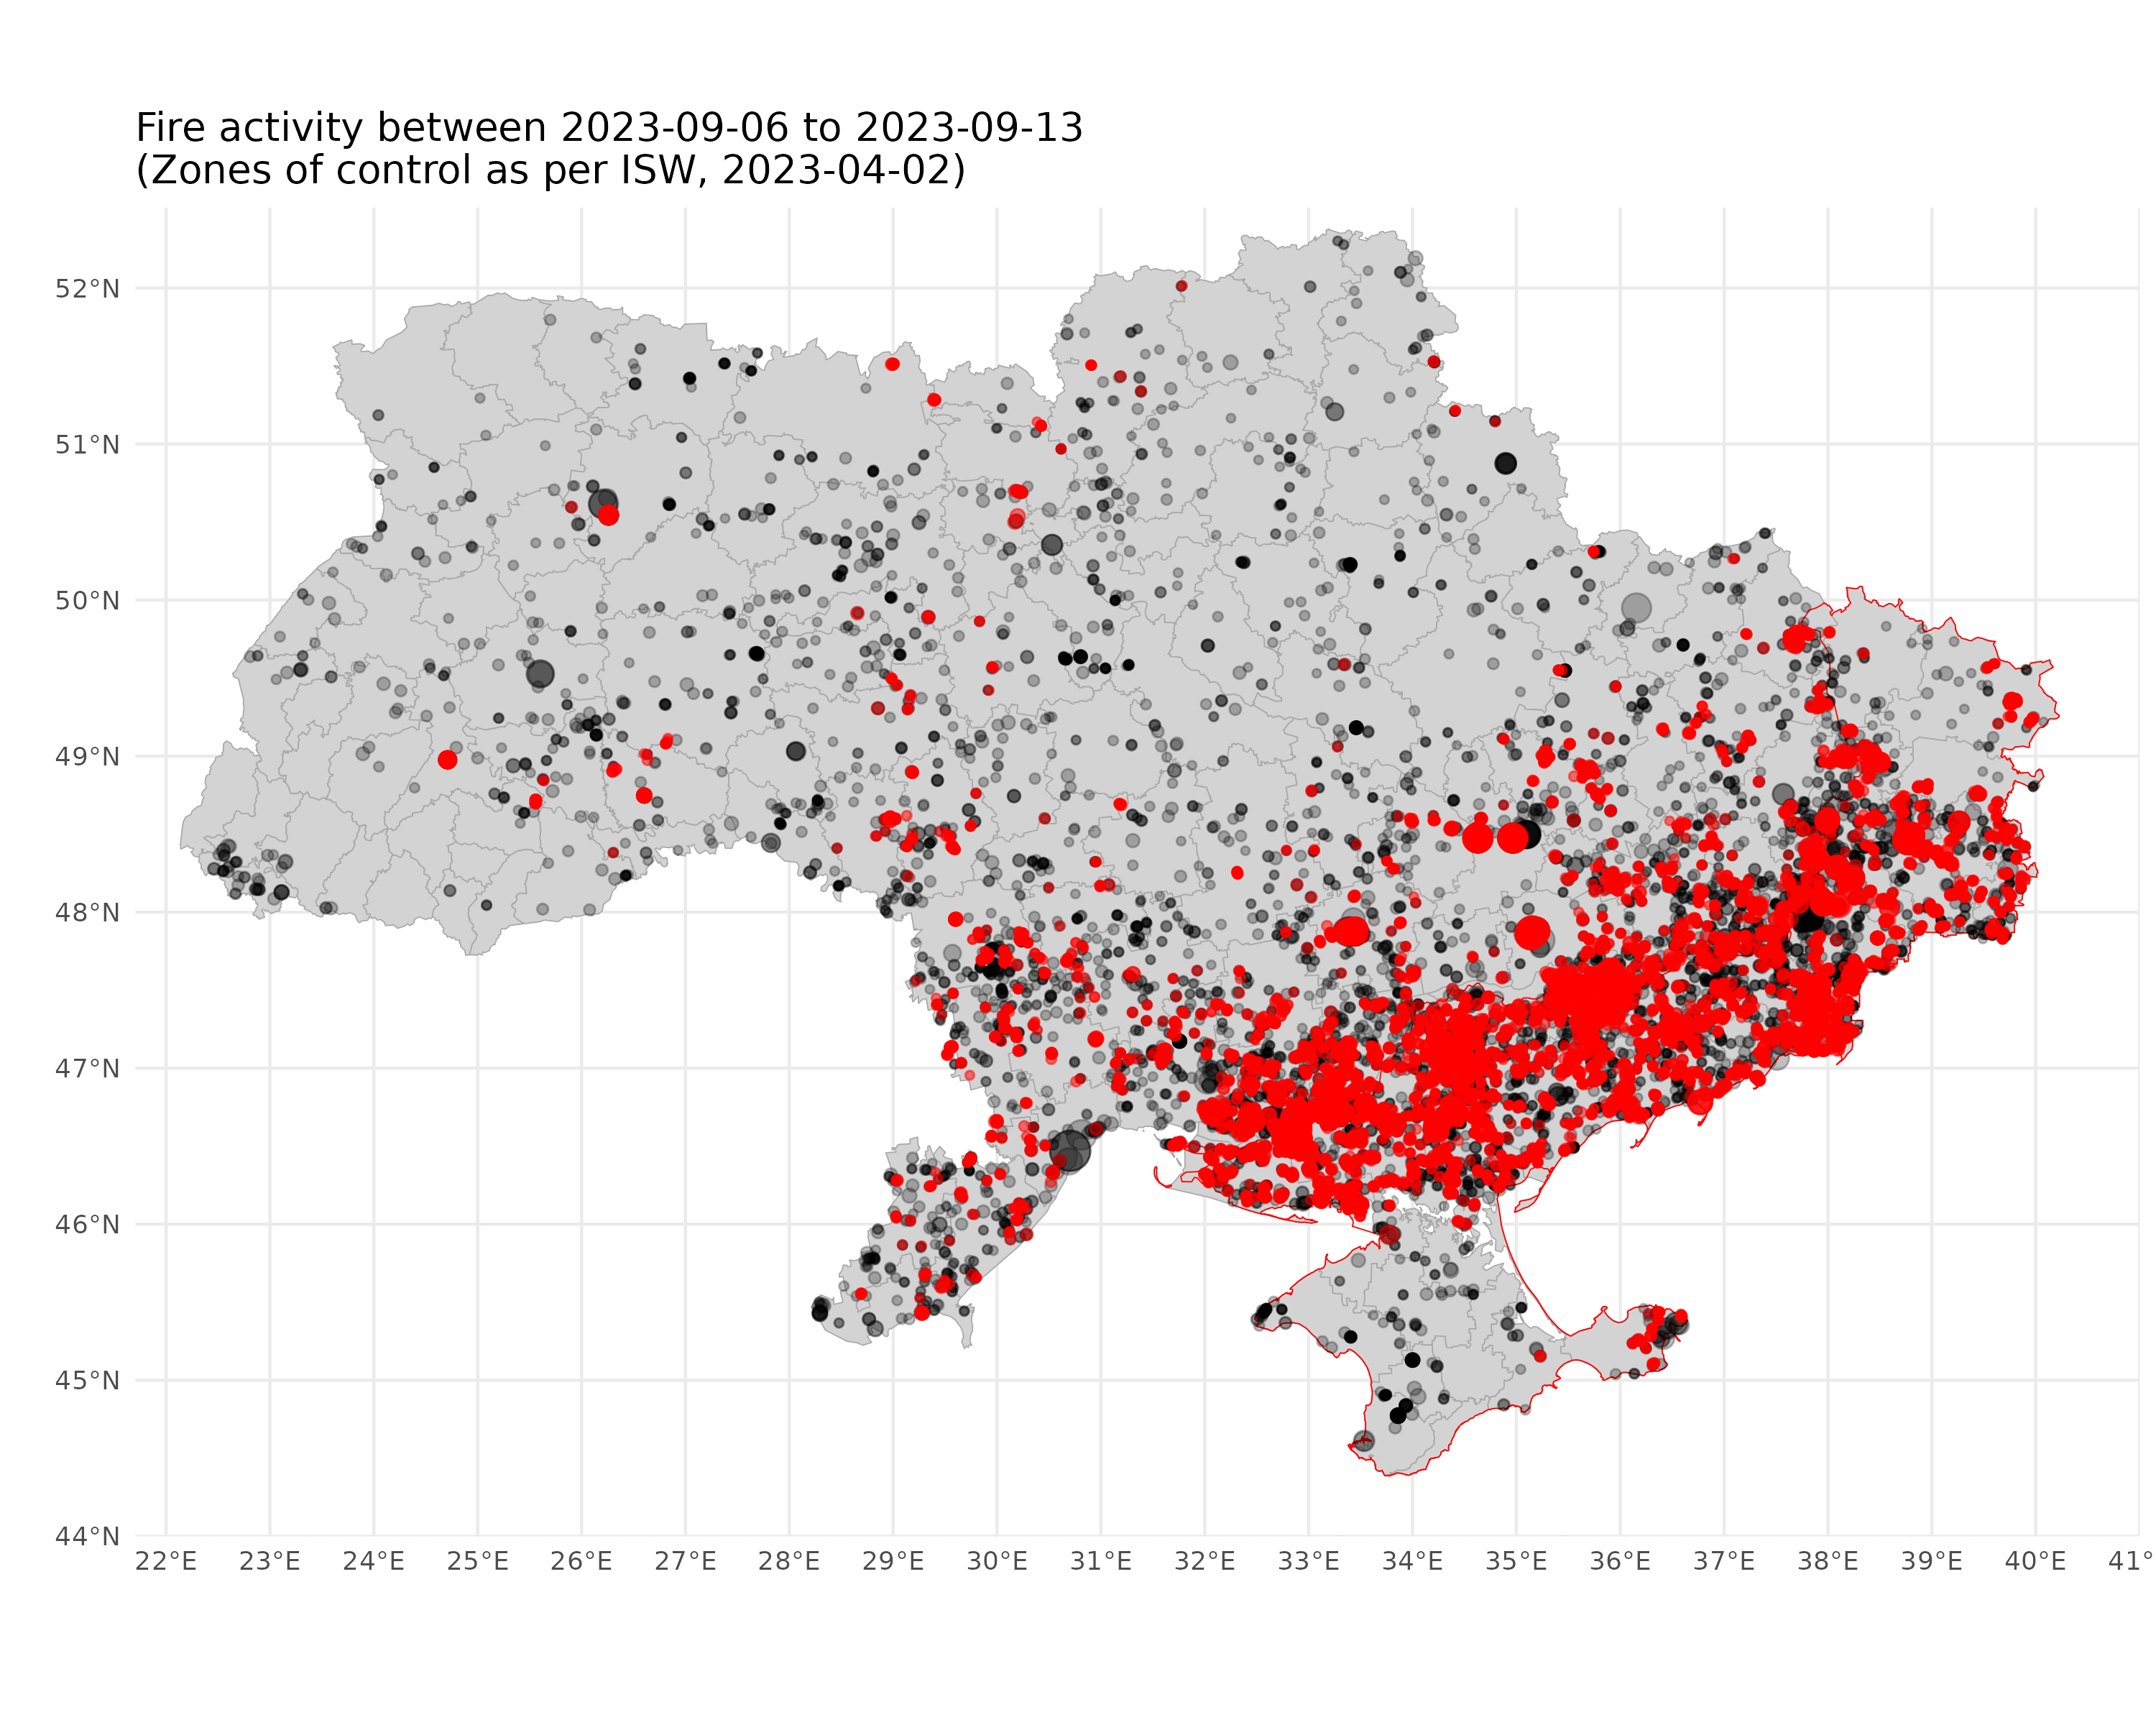 Fire activity between 2023-09-06 to 2023-09-13
(Zones of control as per ISW, 2023-04-02)
52°N
51°N
50°N
49°N
48°N
47°N
46°N
45°N
44°N
22°E 23°E 24°E 25°E 26°E 27°E 28°E 29°E 30°E 31°E 32°E 33°E 34°E 35°E 36°E 37°E 38°E 39°E 40°E 41°